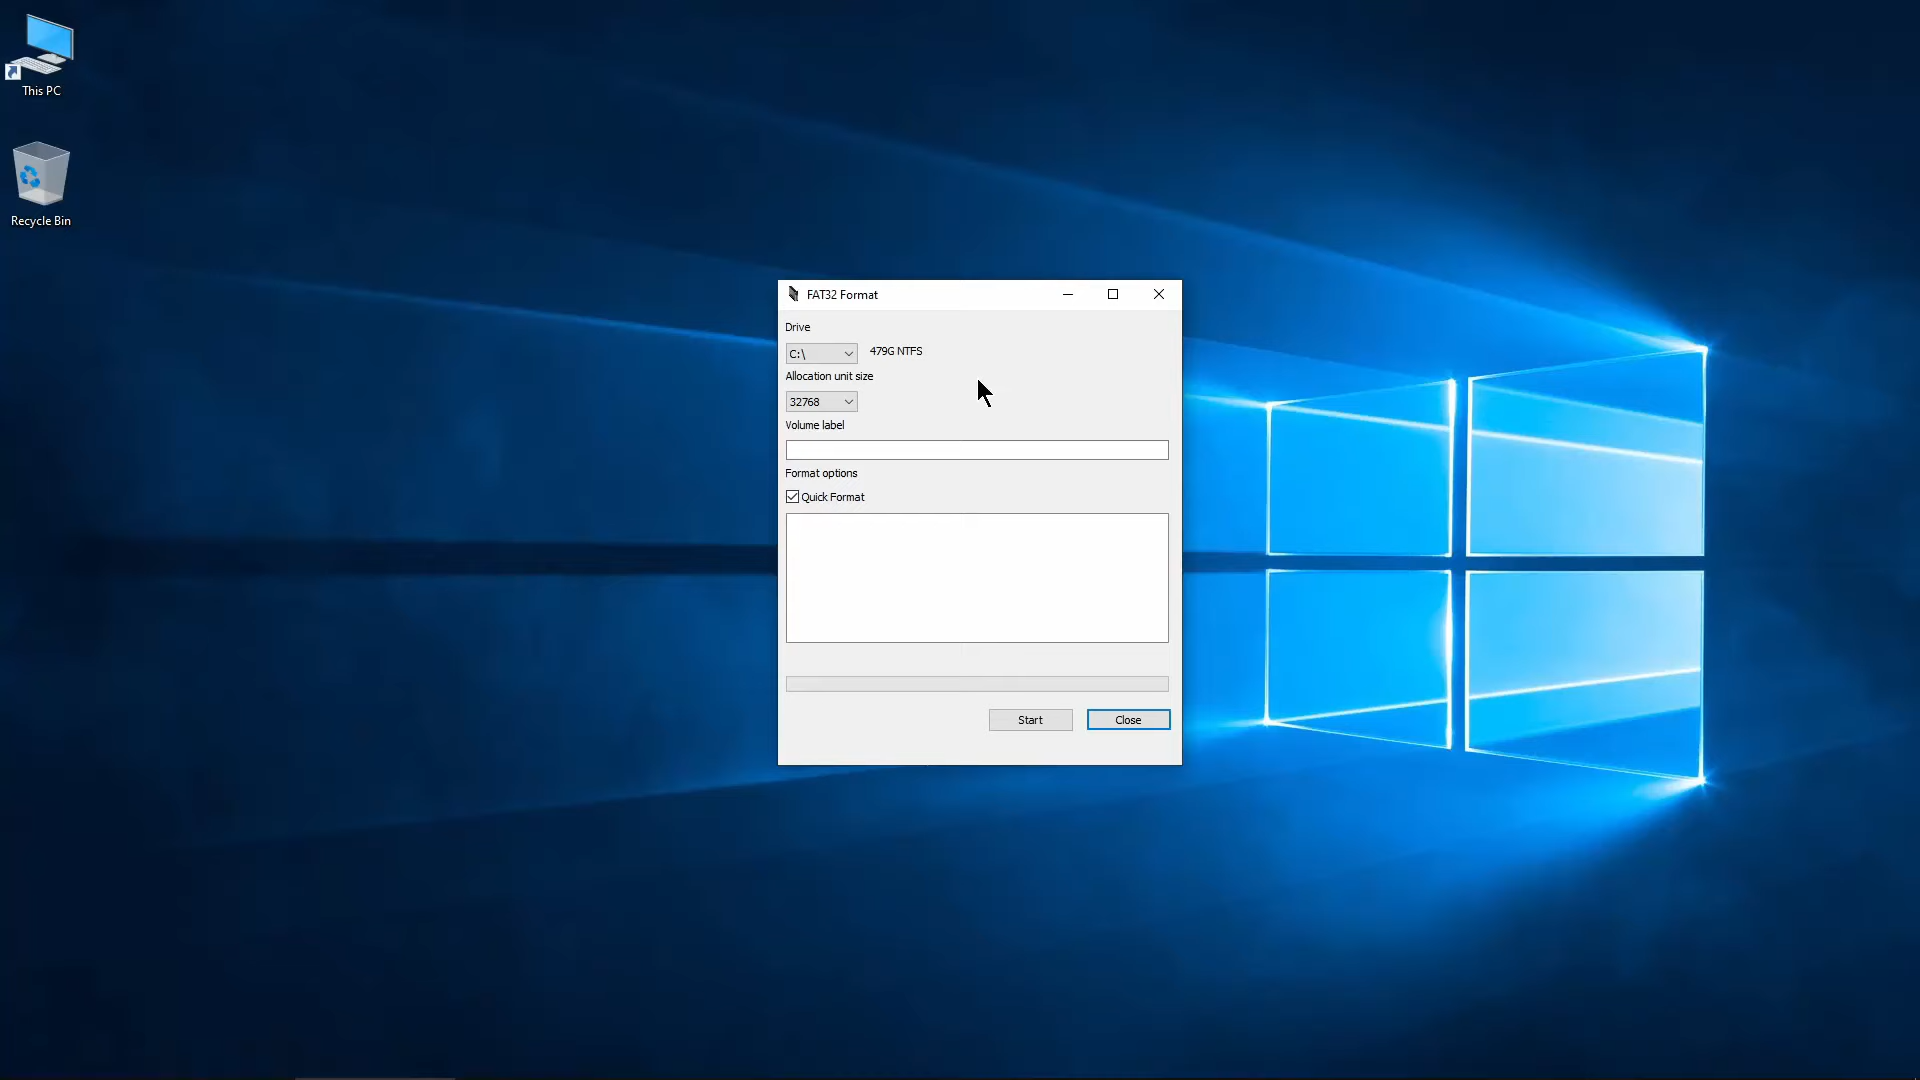 This PC
Recycle Bin
FAT32 Format
Drive
C:\
479G NTFS
Allocation unit size
32768
Volume label
Format options
Quick Format
Start
Close